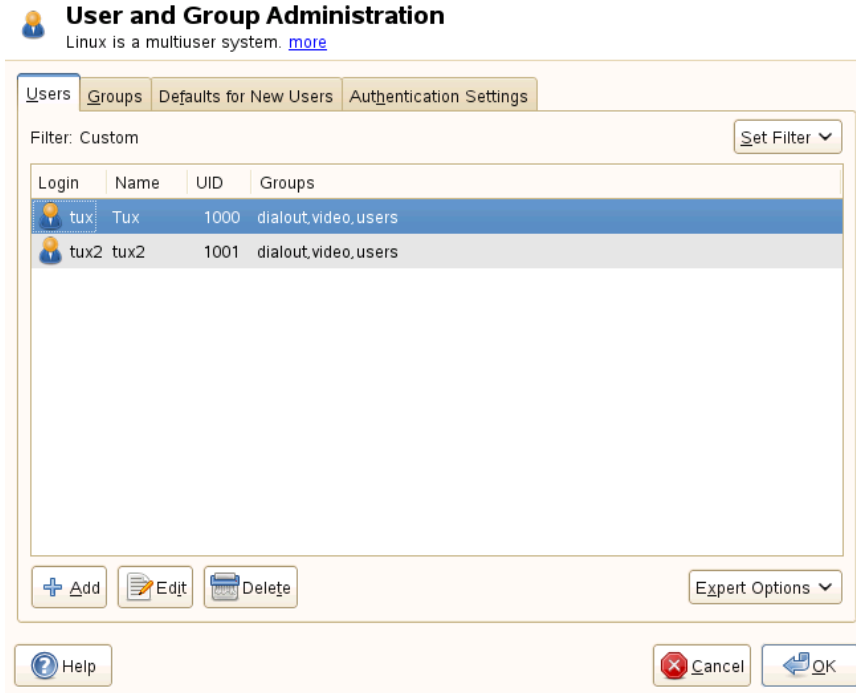 User and Group Administration
Linux is a multiuser system. more
Users Groups Defaults for New Users Authentication Settings
Filter: Custom Set Filter
Login Name UID Groups
tux Tux 1000 dialout,video,users
tux2 tux2 1001 dialout,video,users
Add Edit Delete Expert Options
Help Cancel OK